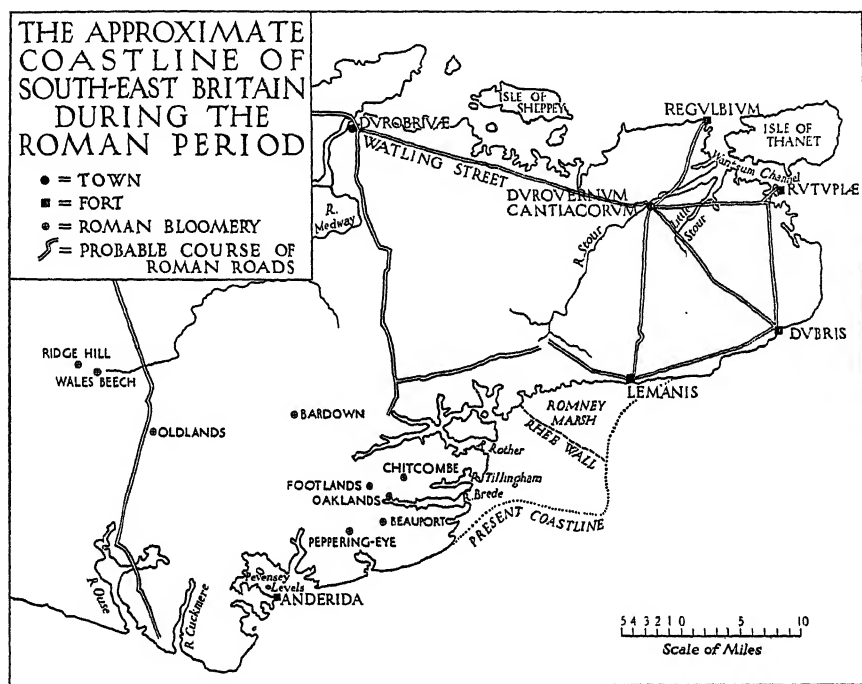 THE APPROXIMATE
COASTLINE OF
SOUTH-EAST BRITAIN
DURING THE
ROMAN PERIOD
= TOWN
= FORT
= ROMAN BLOOMERY
= PROBABLE COURSE OF
ROMAN ROADS
ISLE OF
SHEPPEY
REGVLBIVM
ISLE OF
THANET
DVROBRIVÆ
WATLING STREET
Wantsum Channel
RVTVPIÆ
DVROVERNVM
CANTIACORVM
Little
Stour
R. Stour
R.
Medway
DVBRIS
RIDGE HILL
WALES BEECH
LEMANIS
OLDLANDS
BARDOWN
ROMNEY
MARSH
RHEE WALL
R. Rother
CHITCOMBE
FOOTLANDS
R. Tillingham
OAKLANDS
R. Brede
BEAUPORT
PRESENT COASTLINE
PEPPERING-EYE
Pevensey
Levels
ANDERIDA
R. Ouse
R. Cuckmere
5 4 3 2 1 0 5 10
Scale of Miles